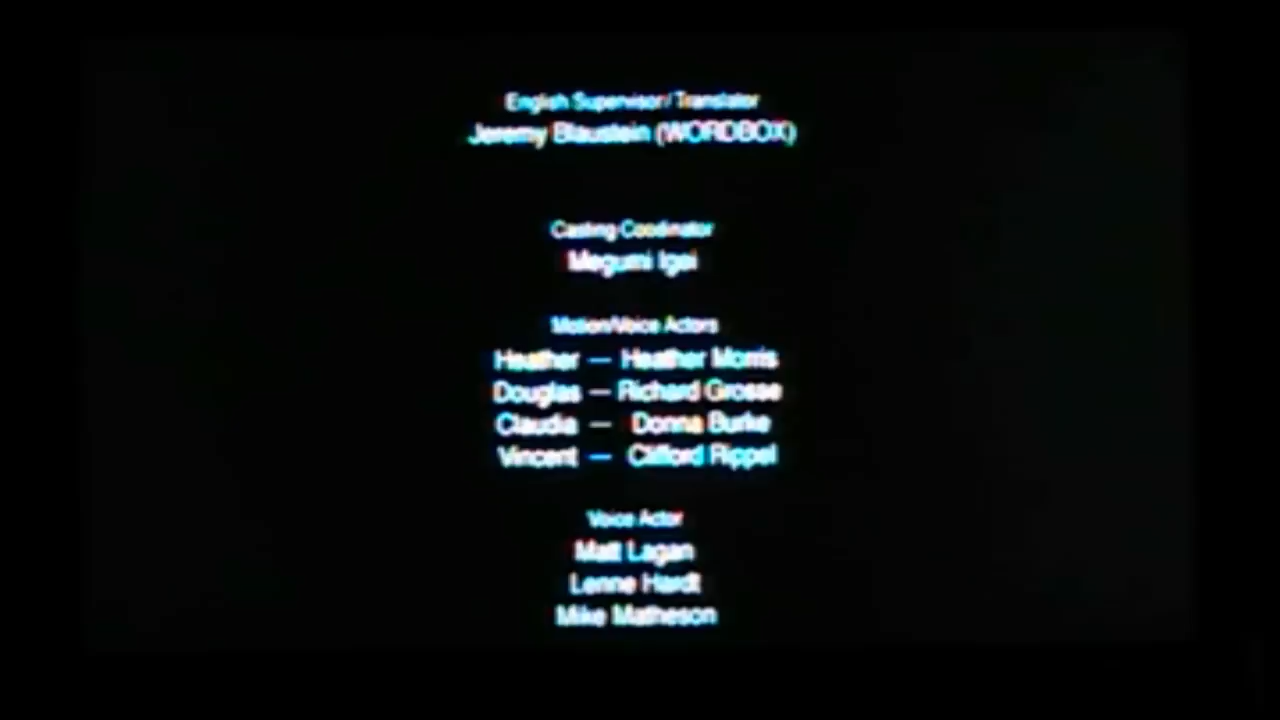 English Supervisor/Translator
Jeremy Blaustein (WORDBOX)
Casting Coodinator
Megumi Igei
Motion/Voice Actors
Heather — Heather Morris
Douglas — Richard Grosse
Claudia — Donna Burke
Vincent — Clifford Rippel
Voice Actor
Matt Lagan
Lenne Hardt
Mike Matheson